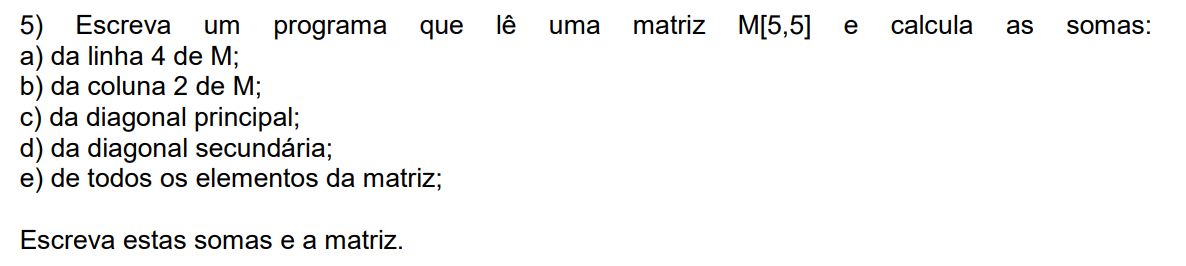 5) Escreva um programa que lê uma matriz M[5,5] e calcula as somas:
a) da linha 4 de M;
b) da coluna 2 de M;
c) da diagonal principal;
d) da diagonal secundária;
e) de todos os elementos da matriz;
Escreva estas somas e a matriz.